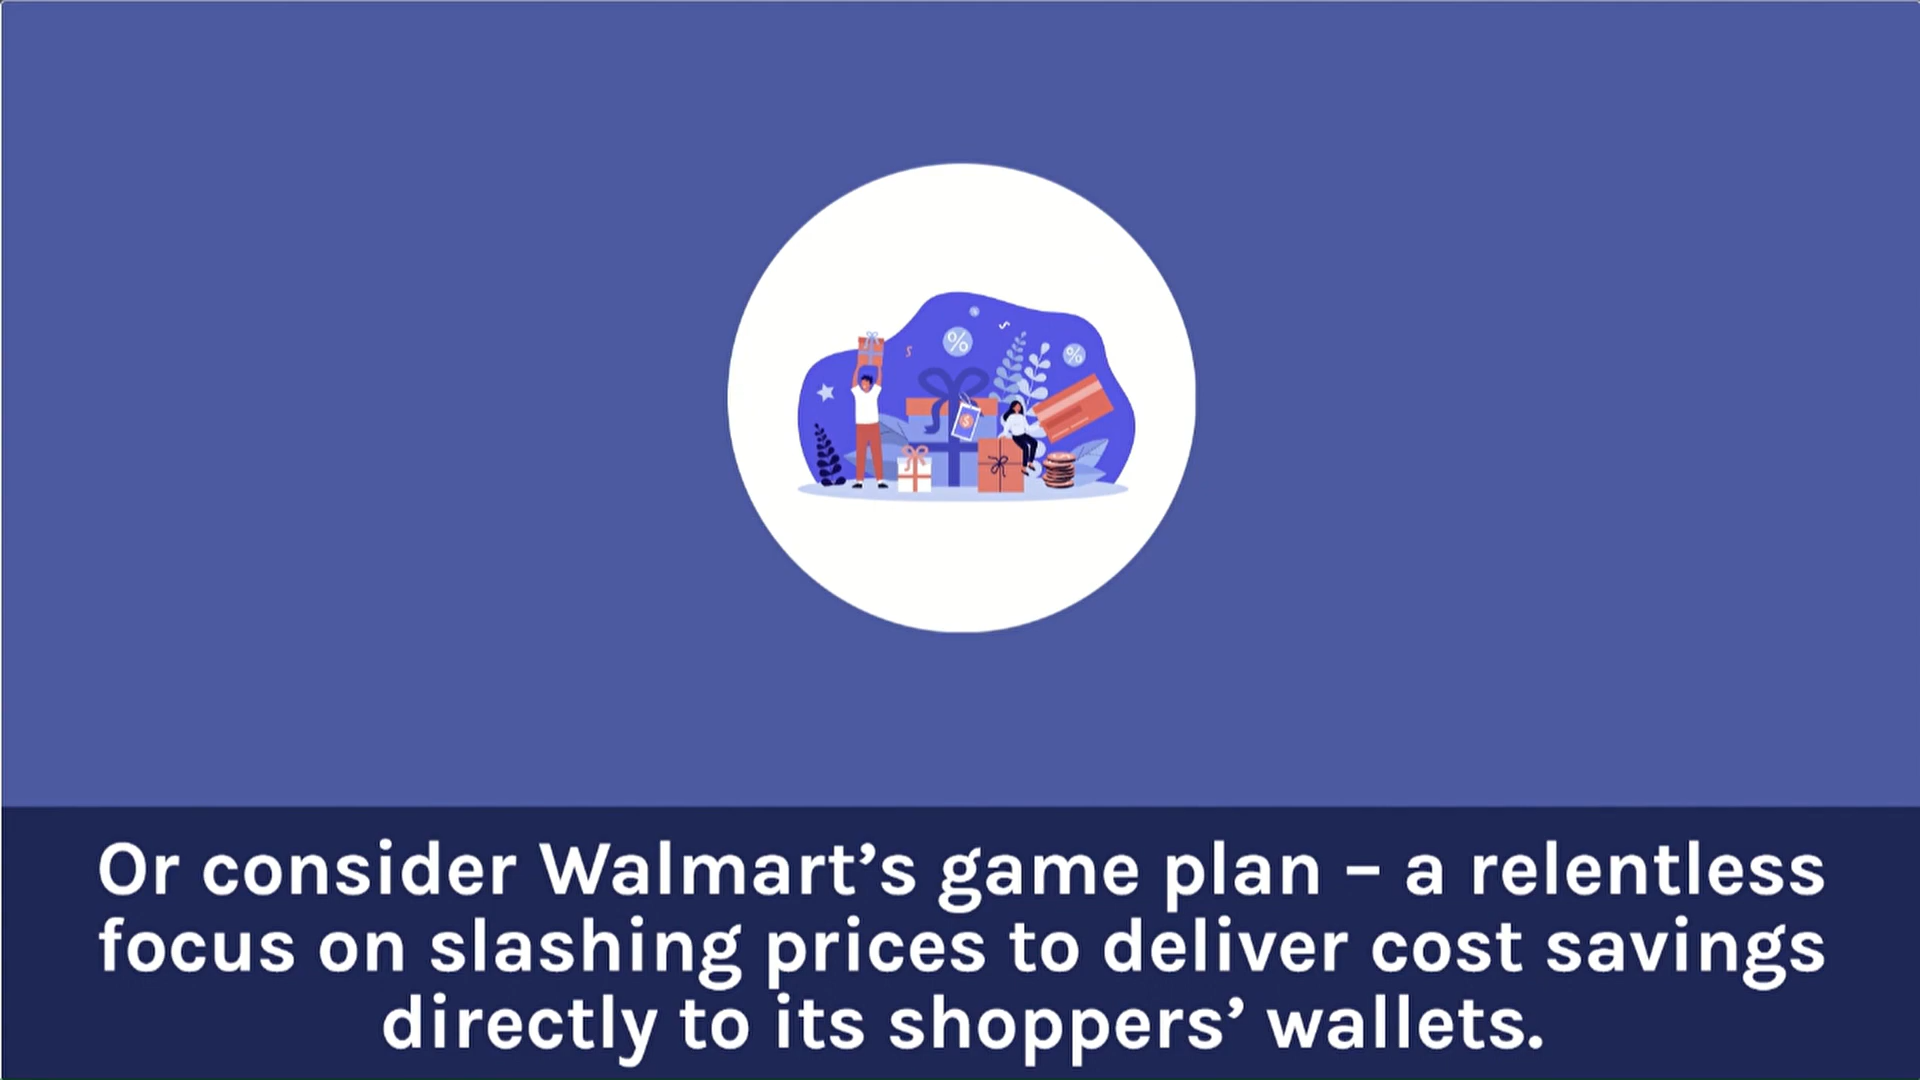 %
%
$
Or consider Walmart’s game plan – a relentless
focus on slashing prices to deliver cost savings
directly to its shoppers’ wallets.